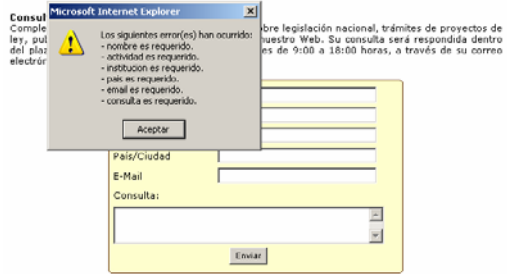 Consul
Comple
ley, pul
del plaz
electrór
Microsoft Internet Explorer
Los siguientes error(es) han ocurrido:
- nombre es requerido.
- actividad es requerido.
- institucion es requerido.
- pais es requerido.
- email es requerido.
- consulta es requerido.
Aceptar
bre legislación nacional, trámites de proyectos de
nuestro Web. Su consulta será respondida dentro
es de 9:00 a 18:00 horas, a través de su correo
País/Ciudad
E-Mail
Consulta:
Enviar